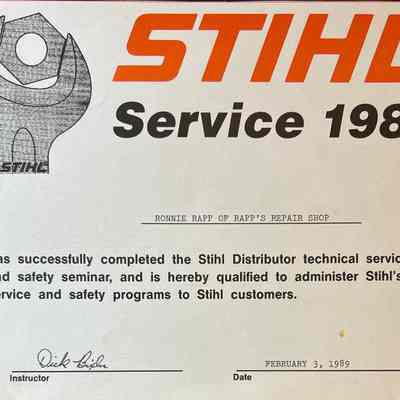 STIHL
STIHL
Service 198
RONNIE RAPP OF RAPP'S REPAIR SHOP
as successfully completed the Stihl Distributor technical servic
nd safety seminar, and is hereby qualified to administer Stihl's
ervice and safety programs to Stihl customers.
Dick
FEBRUARY 3, 1989
Instructor
Date